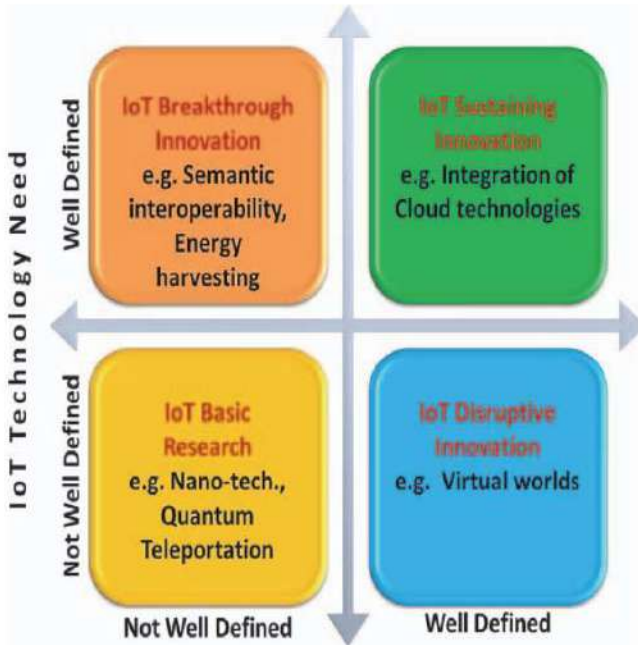 IoT Technology Need
Well Defined
Not Well Defined
IoT Breakthrough
Innovation
e.g. Semantic
interoperability,
Energy
harvesting
IoT Sustaining
Innovation
e.g. Integration of
Cloud technologies
IoT Basic
Research
e.g. Nano-tech.,
Quantum
Teleportation
IoT Disruptive
Innovation
e.g. Virtual worlds
Not Well Defined
Well Defined